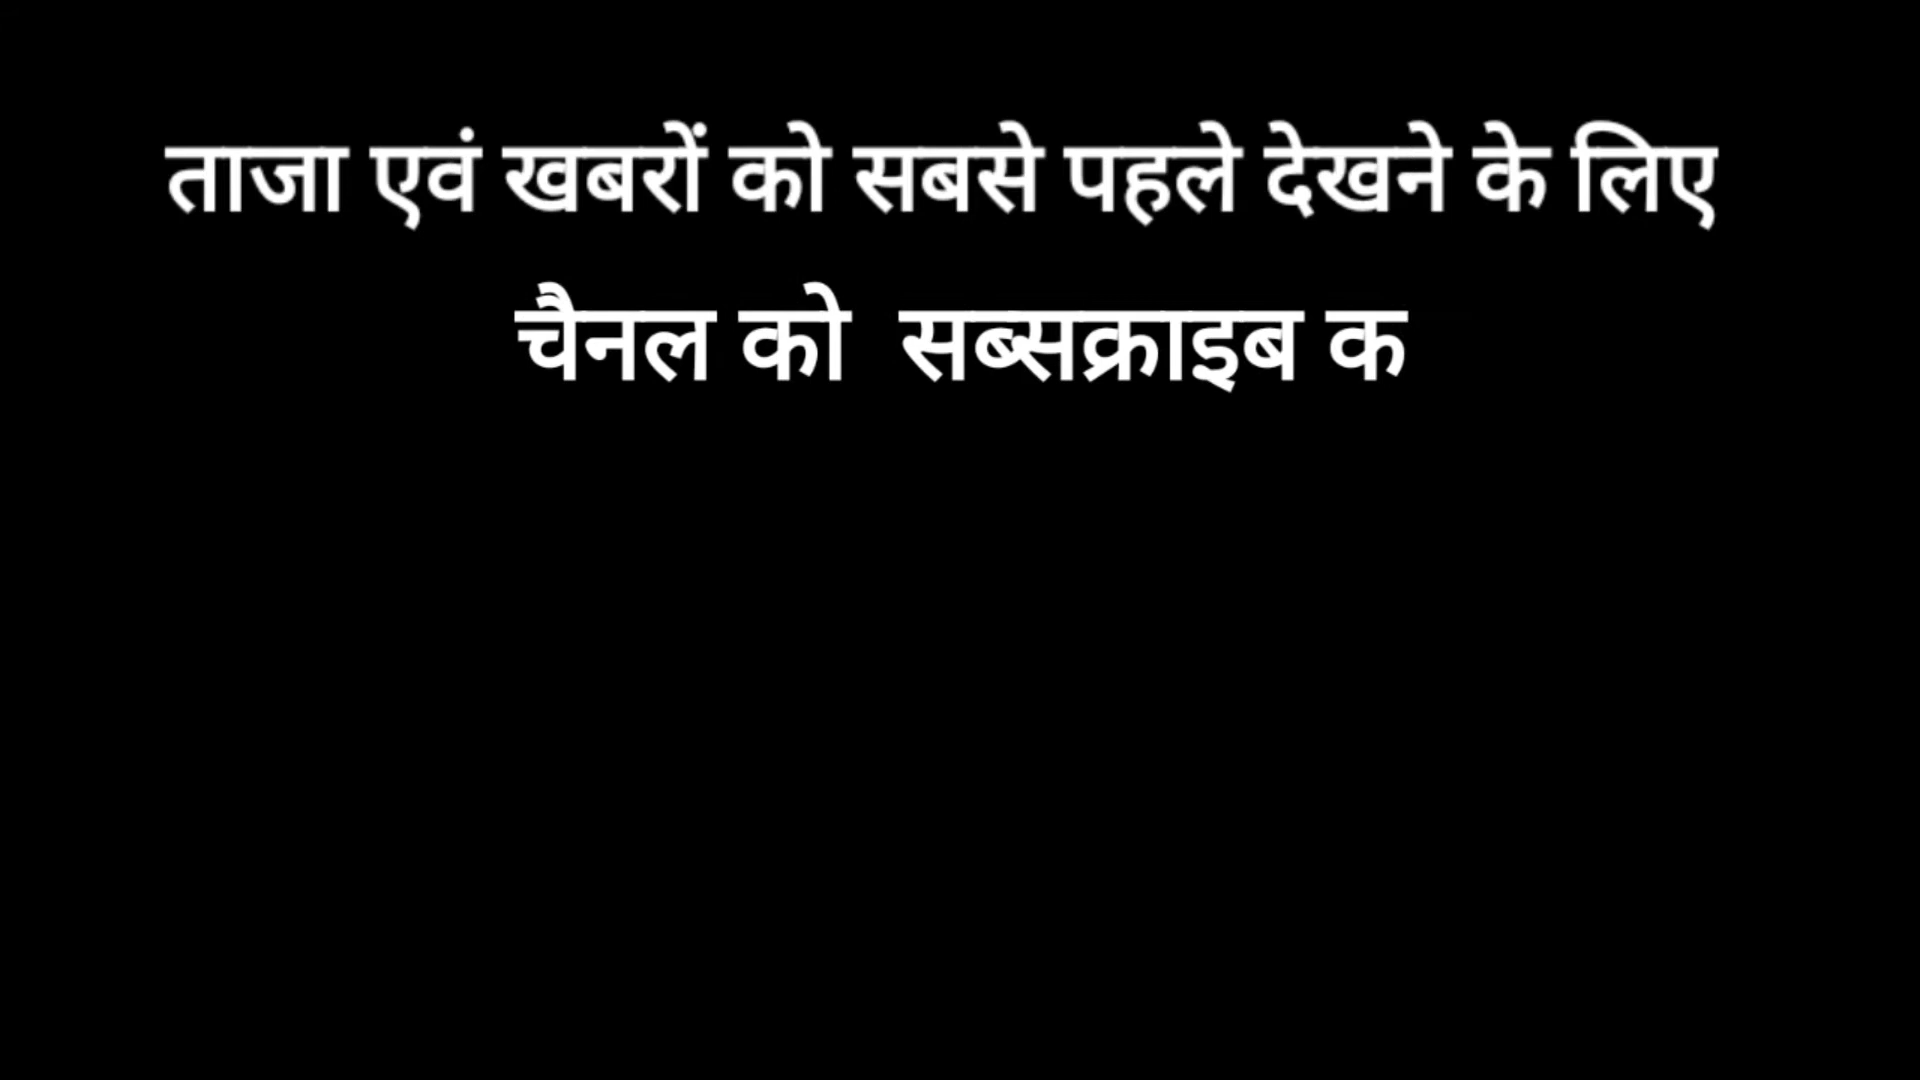 ताजा एवं खबरों को सबसे पहले देखने के लिए
चैनल को  सब्सक्राइब क